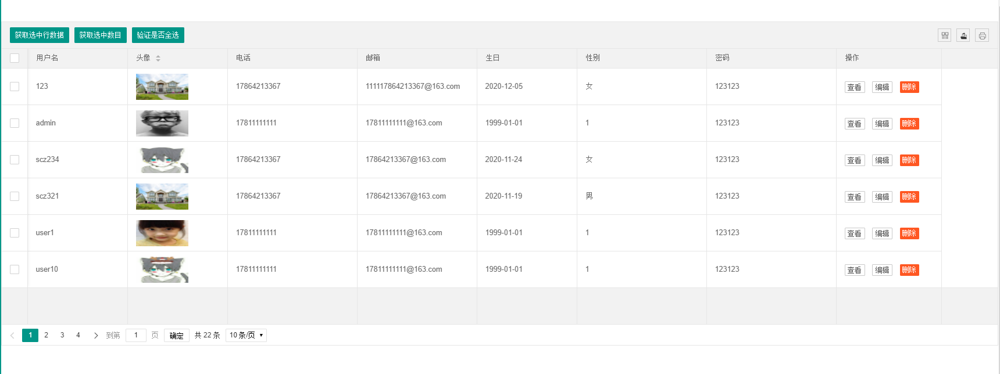 获取选中行数据 获取选中数目 验证是否全选
用户名 头像 电话 邮箱 生日 性别 密码 操作
123 17864213367 111117864213367@163.com 2020-12-05 女 123123 查看 编辑 删除
admin 17811111111 17811111111@163.com 1999-01-01 1 123123 查看 编辑 删除
scz234 17864213367 17864213367@163.com 2020-11-24 女 123123 查看 编辑 删除
scz321 17864213367 17864213367@163.com 2020-11-19 男 123123 查看 编辑 删除
user1 17811111111 17811111111@163.com 1999-01-01 1 123123 查看 编辑 删除
user10 17811111111 17811111111@163.com 1999-01-01 1 123123 查看 编辑 删除
1 2 3 4 到第 1 页 确定 共 22 条 10 条/页